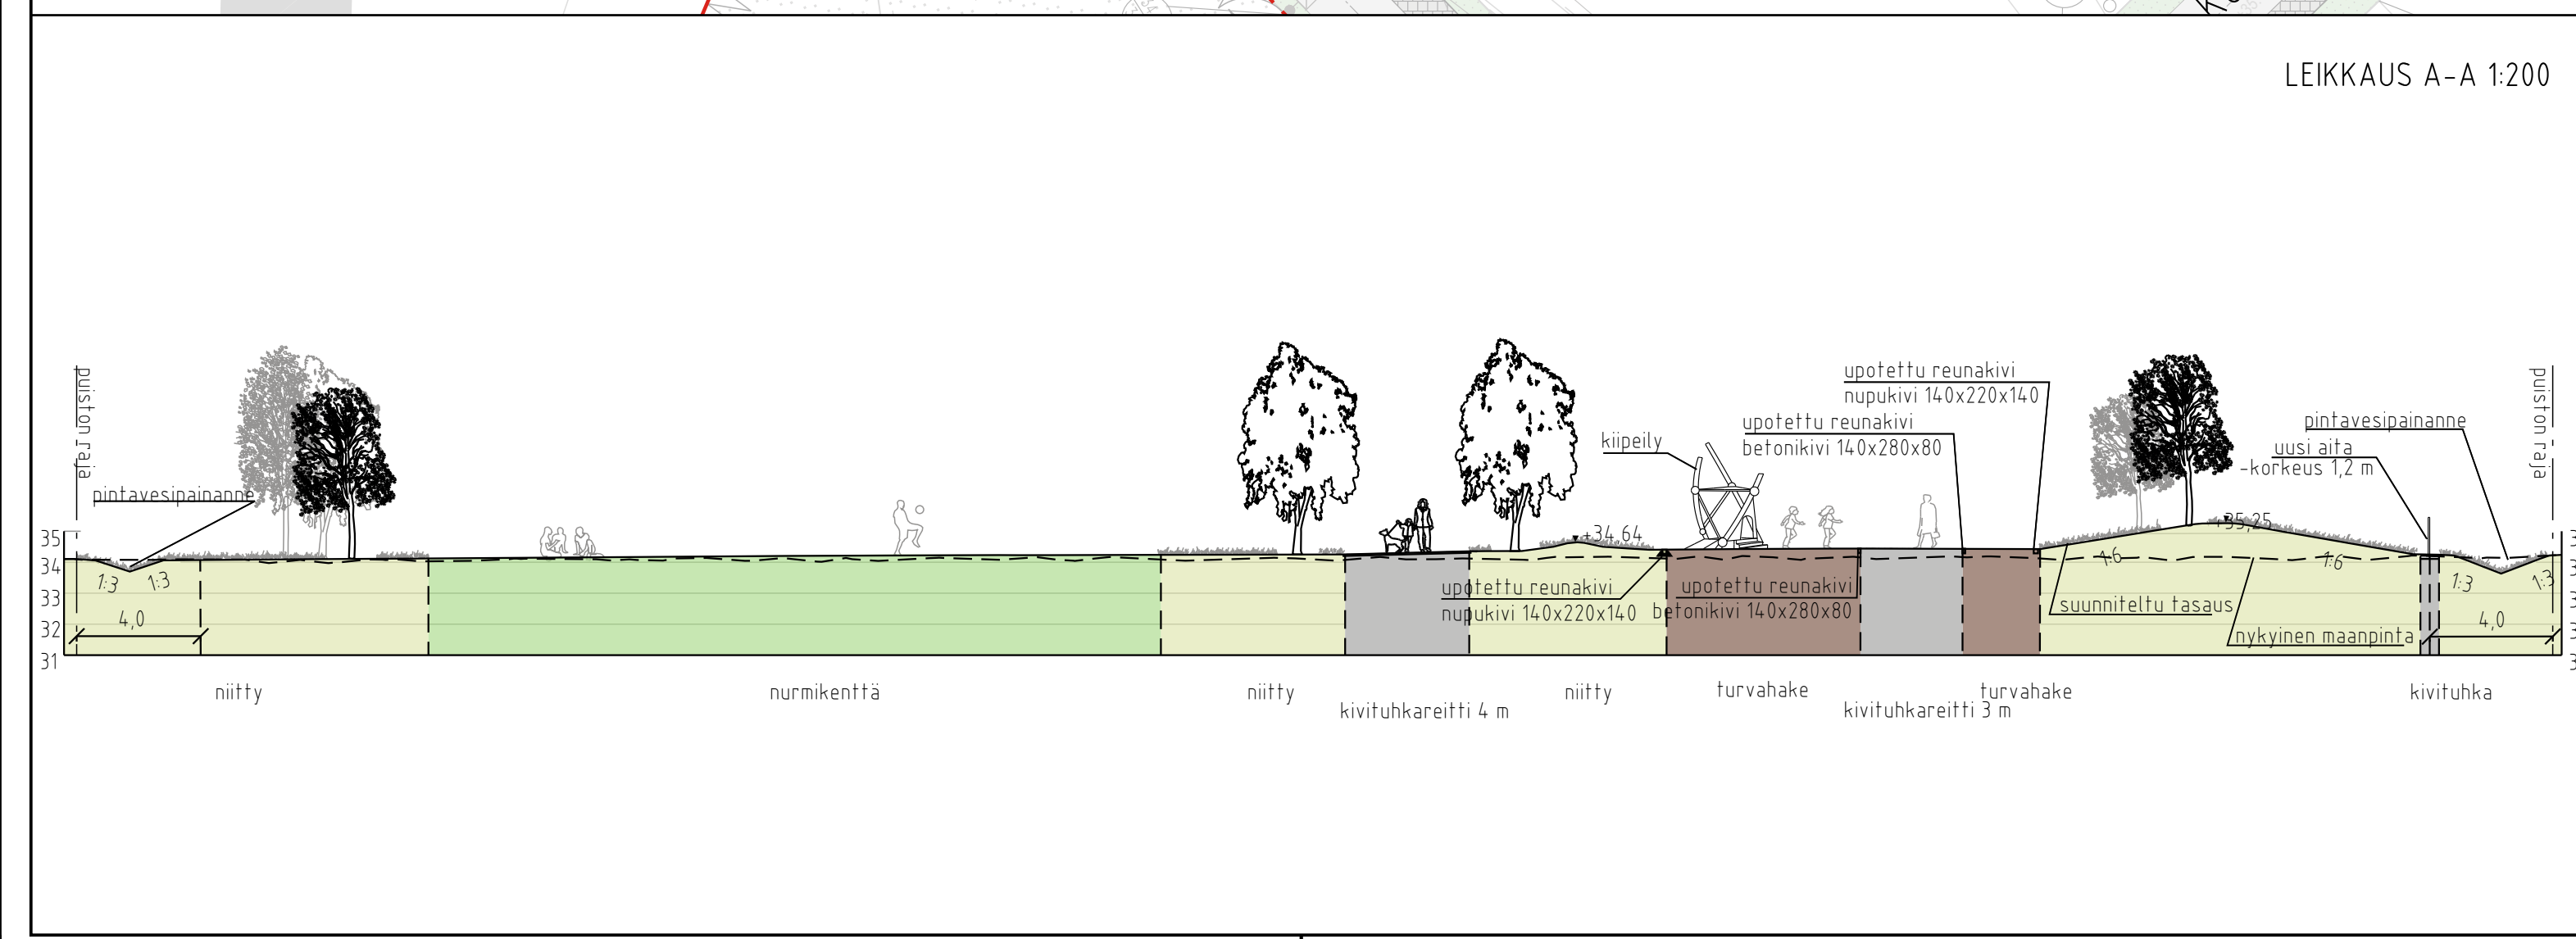 LEIKKAUS A-A 1:200
puiston raja
pintavesipainanne
35
34
33
32
31
1:3
1:3
4,0
kiipeily
upotettu reunakivi
nupukivi 140x220x140
upotettu reunakivi
betonikivi 140x280x80
+34,64
upotettu reunakivi
nupukivi 140x220x140
upotettu reunakivi
betonikivi 140x280x80
+35,25
1:6
1:6
suunniteltu tasaus
nykyinen maanpinta
pintavesipainanne
uusi aita
-korkeus 1,2 m
puiston raja
1:3
1:3
4,0
niitty
nurmikenttä
niitty
kivituhkareitti 4 m
niitty
turvahake
kivituhkareitti 3 m
turvahake
kivituhka